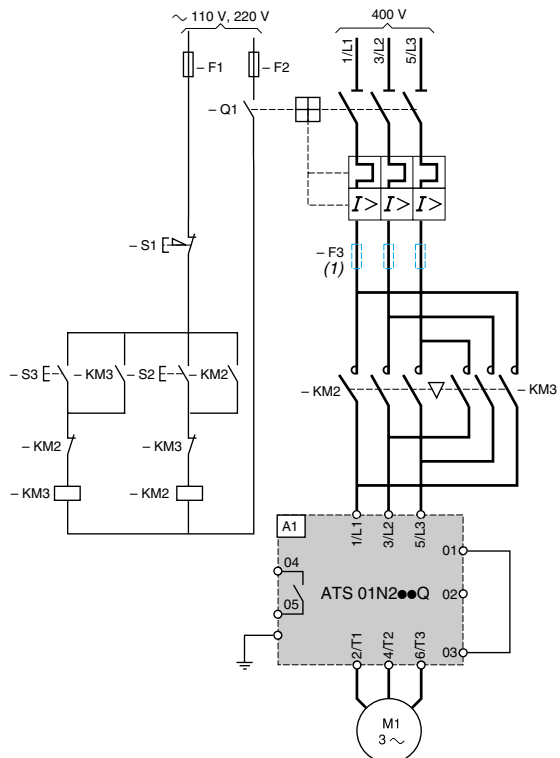 ∼ 110 V, 220 V
400 V
1/L1
3/L2
5/L3
– F1
– F2
– Q1
I>
I>
I>
– S1
– F3
(1)
– S3
– KM3
– S2
– KM2
– KM2
– KM3
– KM2
– KM3
– KM3
– KM2
A1
1/L1
3/L2
5/L3
01
04
ATS 01N2●●Q
02
05
03
2/T1
4/T2
6/T3
M1
3 ∼